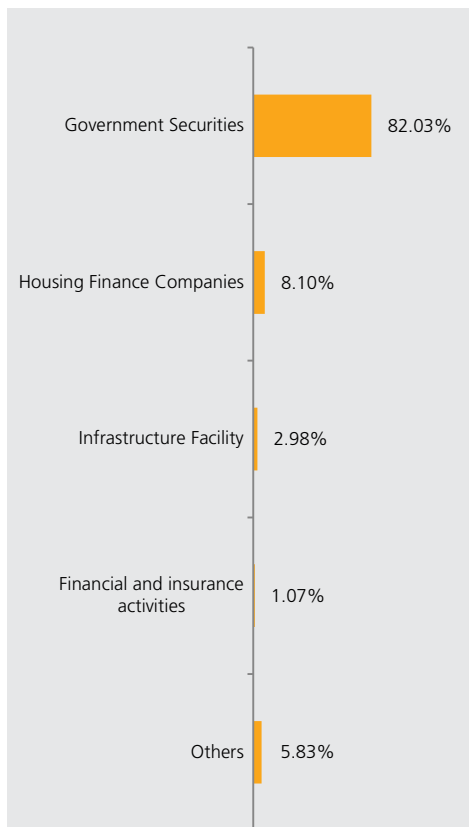 Government Securities 82.03%
Housing Finance Companies 8.10%
Infrastructure Facility 2.98%
Financial and insurance
activities 1.07%
Others 5.83%